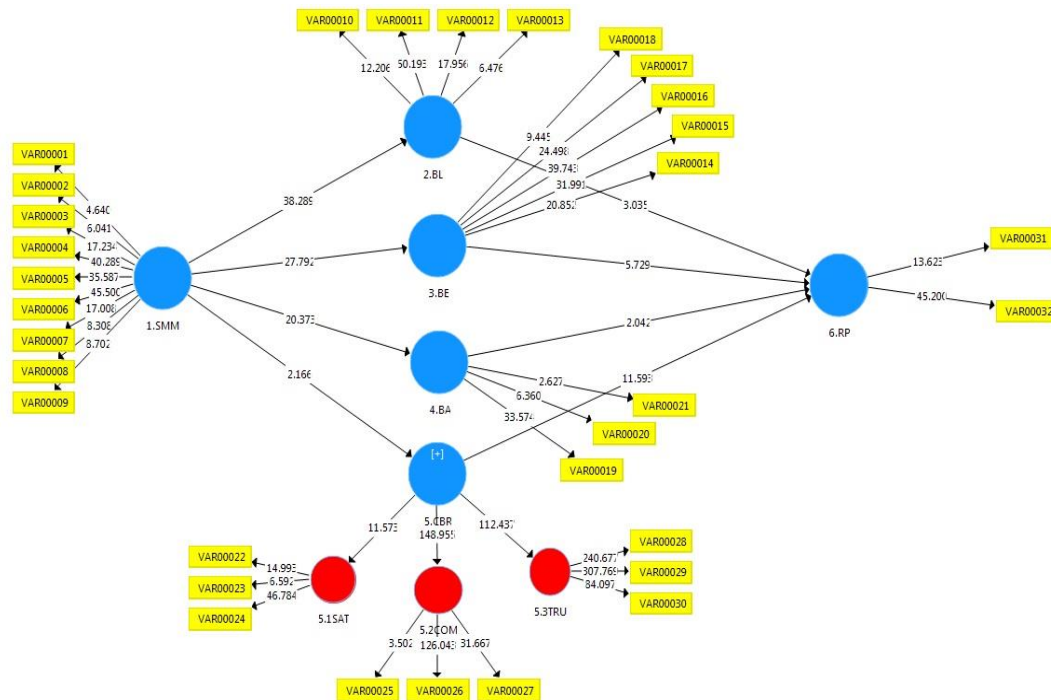 VAR00010
VAR00011
VAR00012
VAR00013
12.206
50.193
17.956
6.476
2.BL
VAR00018
VAR00017
VAR00016
VAR00015
VAR00014
9.445
24.498
39.743
31.991
20.852
3.BE
VAR00001
VAR00002
VAR00003
VAR00004
VAR00005
VAR00006
VAR00007
VAR00008
VAR00009
4.640
6.041
17.234
40.289
35.587
45.500
17.008
8.308
8.702
1.SMM
38.289
27.792
20.373
2.166
3.035
5.729
2.042
11.593
6.RP
13.623
45.200
VAR00031
VAR00032
4.BA
2.627
6.360
33.574
VAR00021
VAR00020
VAR00019
[+]
5.CBR
11.573
148.955
112.437
VAR00022
VAR00023
VAR00024
14.993
6.592
46.784
5.1SAT
5.2COM
3.502
126.043
31.667
VAR00025
VAR00026
VAR00027
5.3TRU
240.677
307.769
84.097
VAR00028
VAR00029
VAR00030